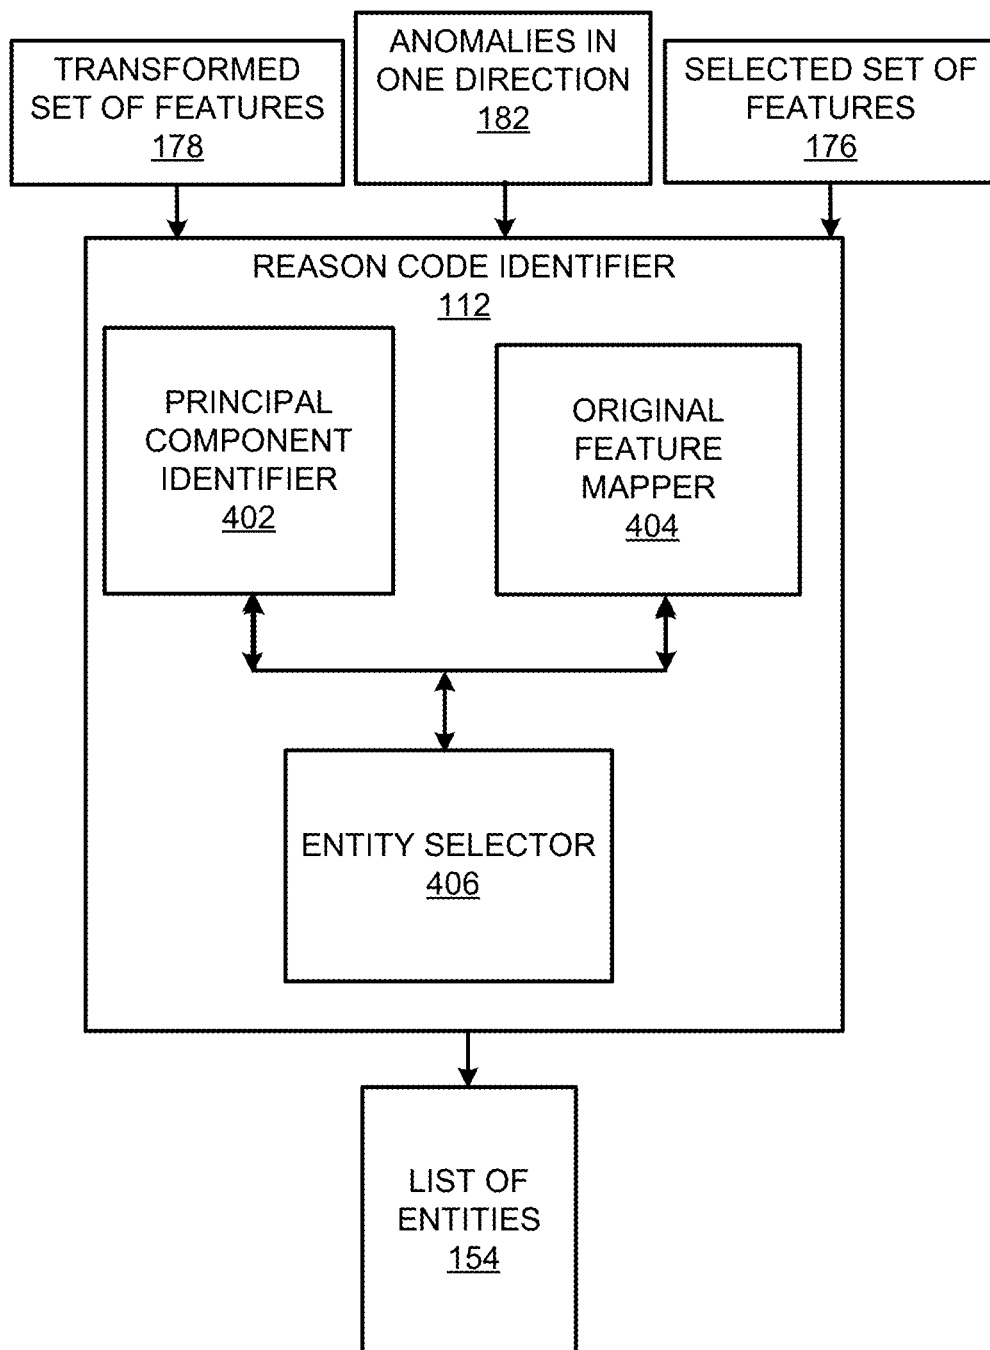 TRANSFORMED
SET OF FEATURES
178
ANOMALIES IN
ONE DIRECTION
182
SELECTED SET OF
FEATURES
176
REASON CODE IDENTIFIER
112
PRINCIPAL
COMPONENT
IDENTIFIER
402
ORIGINAL
FEATURE
MAPPER
404
ENTITY SELECTOR
406
LIST OF
ENTITIES
154